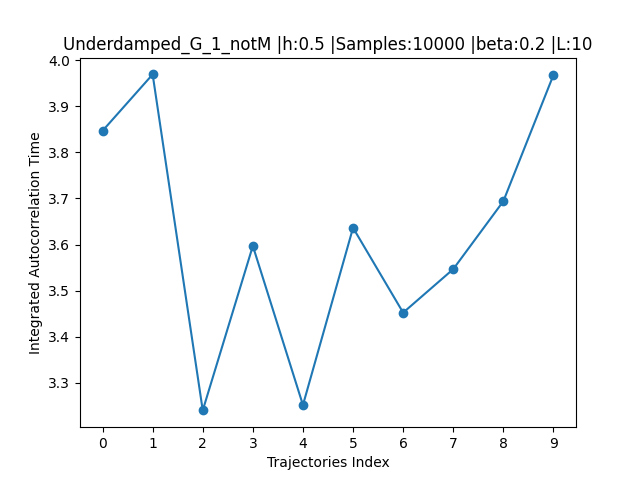 Underdamped_G_1_notM |h:0.5 |Samples:10000 |beta:0.2 |L:10
4.0
3.9
3.8
3.7
3.6
3.5
3.4
3.3
Integrated Autocorrelation Time
0 1 2 3 4 5 6 7 8 9
Trajectories Index